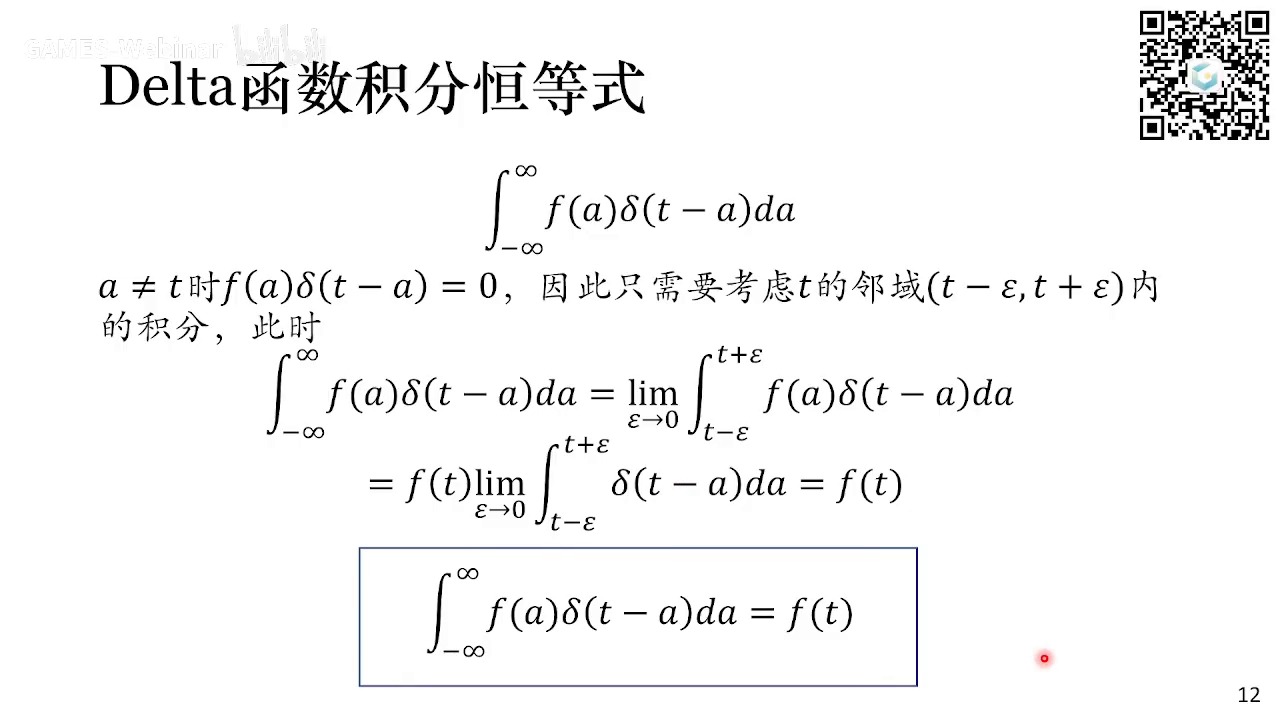 GAMES-Webinar
Delta函数积分恒等式
∫_{−∞}^{∞} f(a)δ(t − a)da
a ≠ t时f(a)δ(t − a) = 0，因此只需要考虑t的邻域(t − ε, t + ε)内
的积分，此时
∫_{−∞}^{∞} f(a)δ(t − a)da = lim_{ε→0} ∫_{t−ε}^{t+ε} f(a)δ(t − a)da
= f(t) lim_{ε→0} ∫_{t−ε}^{t+ε} δ(t − a)da = f(t)
∫_{−∞}^{∞} f(a)δ(t − a)da = f(t)
12